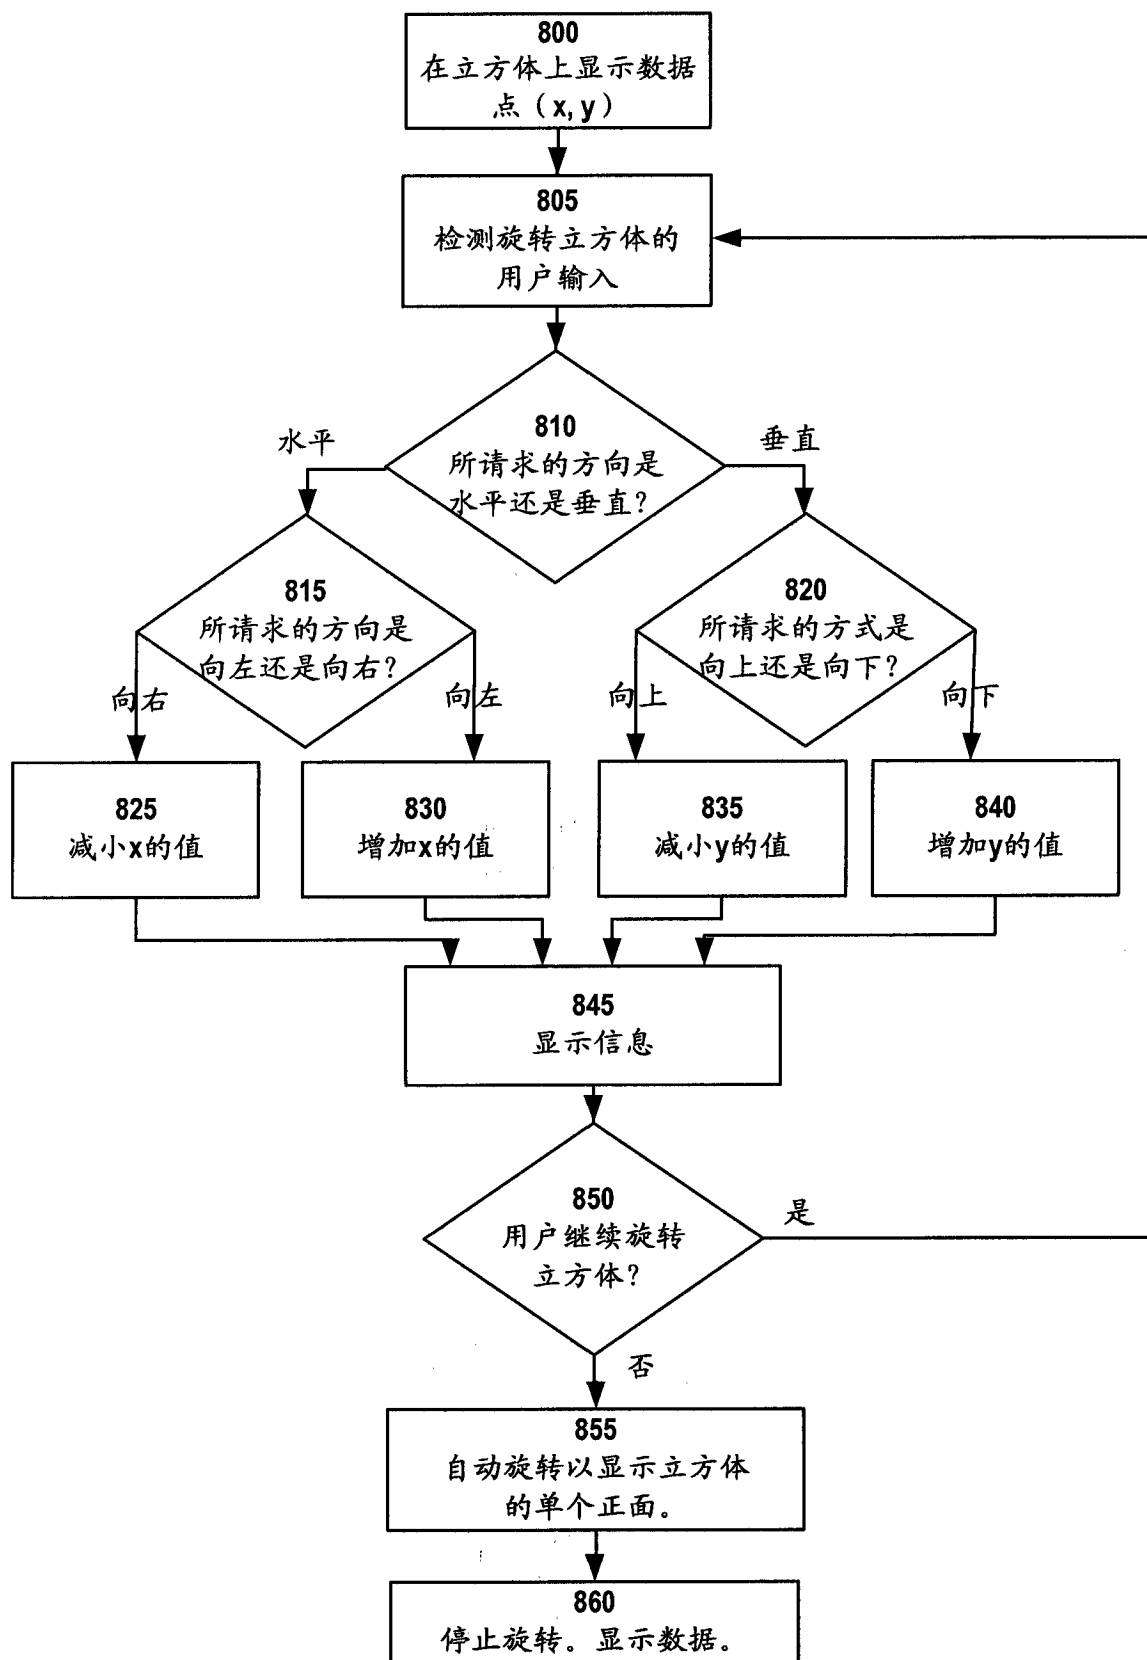 800
在立方体上显示数据
点（x, y）
805
检测旋转立方体的
用户输入
810
所请求的方向是
水平还是垂直？
水平
垂直
815
所请求的方向是
向左还是向右？
820
所请求的方式是
向上还是向下？
向右
向左
向上
向下
825
减小x的值
830
增加x的值
835
减小y的值
840
增加y的值
845
显示信息
850
用户继续旋转
立方体？
是
否
855
自动旋转以显示立方体
的单个正面。
860
停止旋转。显示数据。